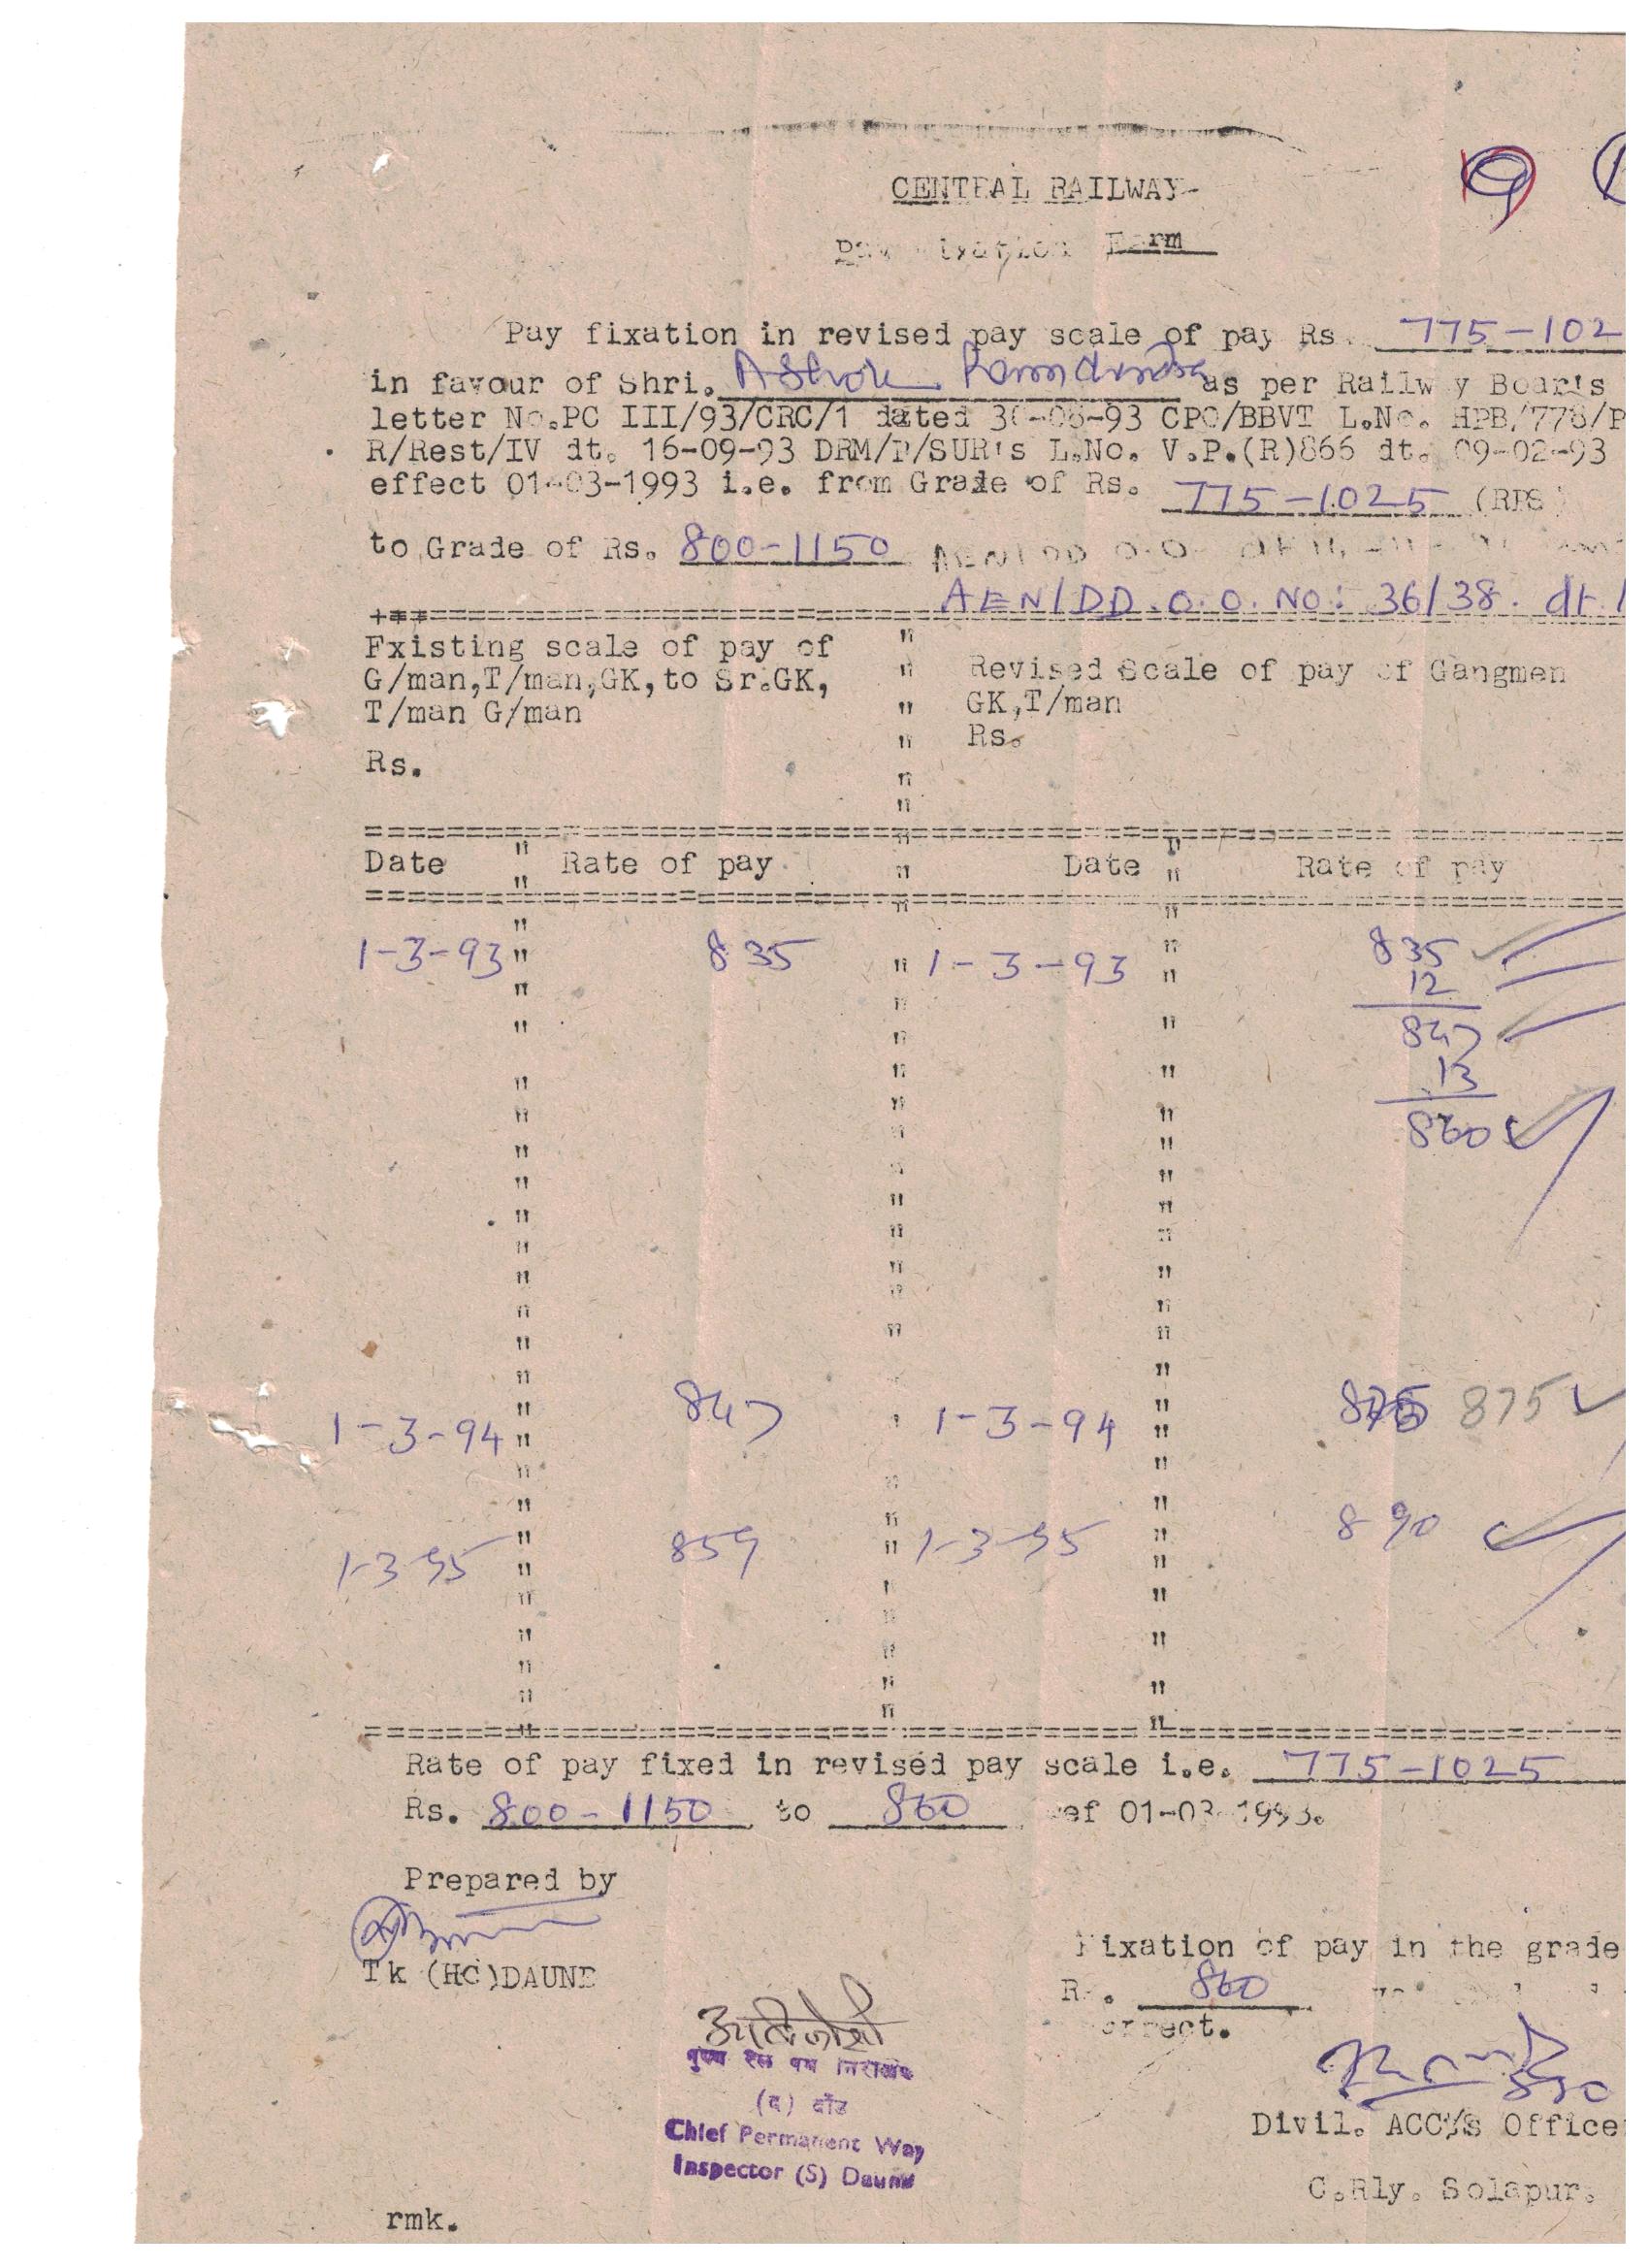 9
CENTRAL RAILWAY
Pay Fixation Form
Pay fixation in revised pay scale of pay Rs. 775-102
in favour of Shri. Ashok as per Railway Board's
letter No.PC III/93/CRC/1 dated 30-06-93 CPO/BBVT L.No. HPB/778/P
R/Rest/IV dt. 16-09-93 DRM/P/SUR's L.No. V.P.(R)866 dt. 09-02-93
effect 01-03-1993 i.e. from Grade of Rs. 775-1025 (RPS)
to Grade of Rs. 800-1150
AEN/DD.O.O.NO: 36/38. dt.
Existing scale of pay of
G/man,T/man,GK,to Sr.GK,
T/man G/man
Rs.
Revised Scale of pay of Gangmen
GK,T/man
Rs.
Date Rate of pay Date Rate of pay
1-3-93 835 1-3-93 835
12
847
13
860
1-3-94 847 1-3-94 875
1-3-95 859 1-3-95 890
Rate of pay fixed in revised pay scale i.e. 775-1025
Rs. 800-1150 to 860 wef 01-03-1993.
Prepared by
Tk (HC)DAUND
Fixation of pay in the grade
Rs. 860
correct.
मुख्य रेल पथ निरीक्षक
(द) दौंड
Chief Permanent Way
Inspector (S) Daund
Divil. ACC's Office
C.Rly. Solapur.
rmk.